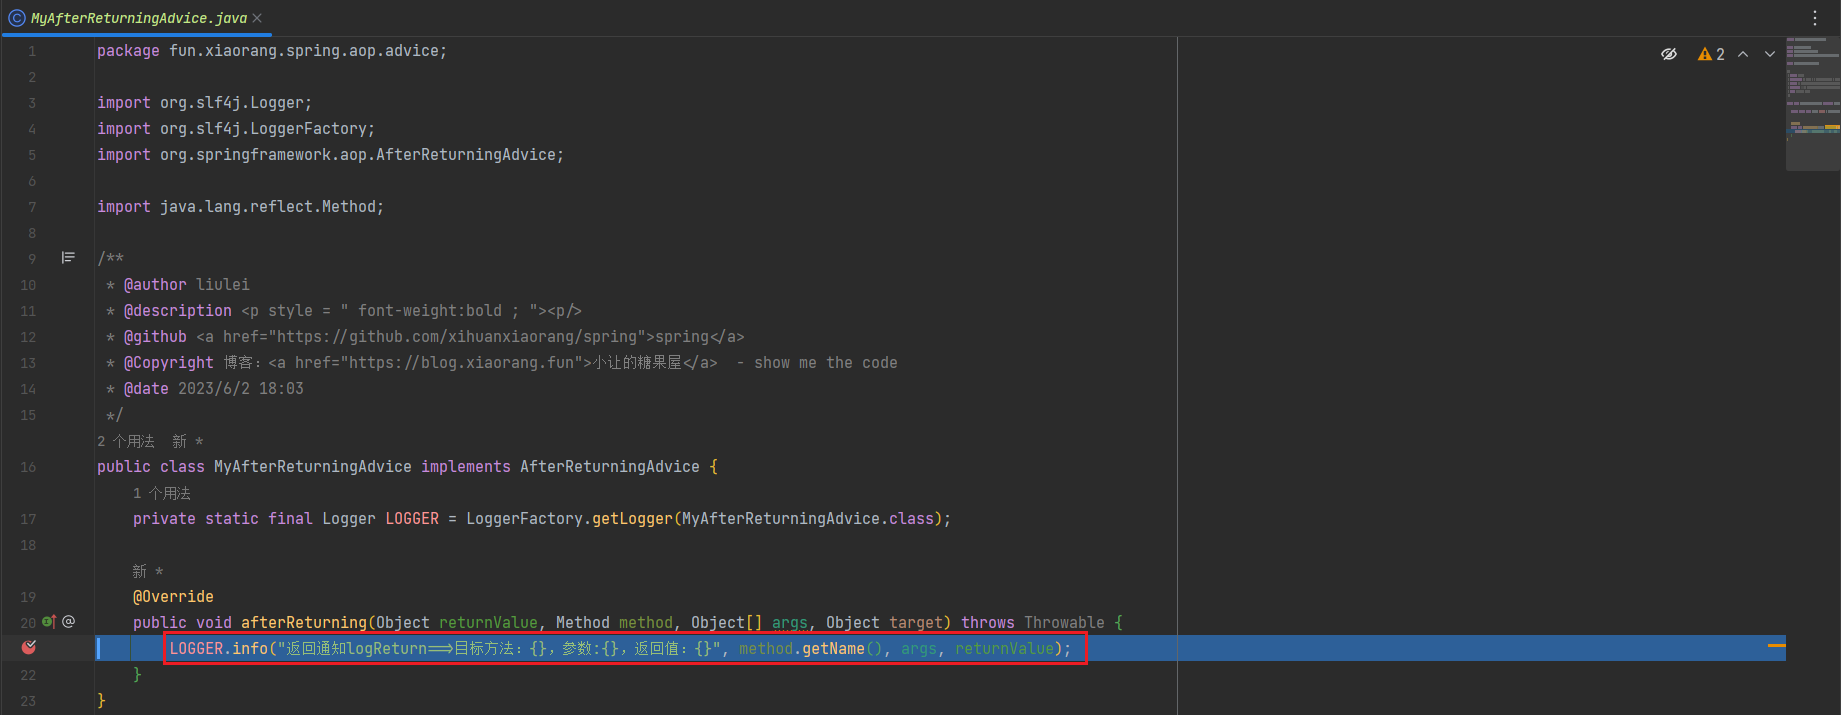 MyAfterReturningAdvice.java
2
1 package fun.xiaorang.spring.aop.advice;
2
3 import org.slf4j.Logger;
4 import org.slf4j.LoggerFactory;
5 import org.springframework.aop.AfterReturningAdvice;
6
7 import java.lang.reflect.Method;
8
9 /**
10 * @author liulei
11 * @description <p style = " font-weight:bold ; "><p/>
12 * @github <a href="https://github.com/xihuanxiaorang/spring">spring</a>
13 * @Copyright 博客：<a href="https://blog.xiaorang.fun">小让的糖果屋</a>  - show me the code
14 * @date 2023/6/2 18:03
15 */
2 个用法 新 *
16 public class MyAfterReturningAdvice implements AfterReturningAdvice {
1 个用法
17 private static final Logger LOGGER = LoggerFactory.getLogger(MyAfterReturningAdvice.class);
18
新 *
19 @Override
20 public void afterReturning(Object returnValue, Method method, Object[] args, Object target) throws Throwable {
LOGGER.info("返回通知logReturn==>目标方法：{}，参数:{}，返回值：{}", method.getName(), args, returnValue);
22 }
23 }